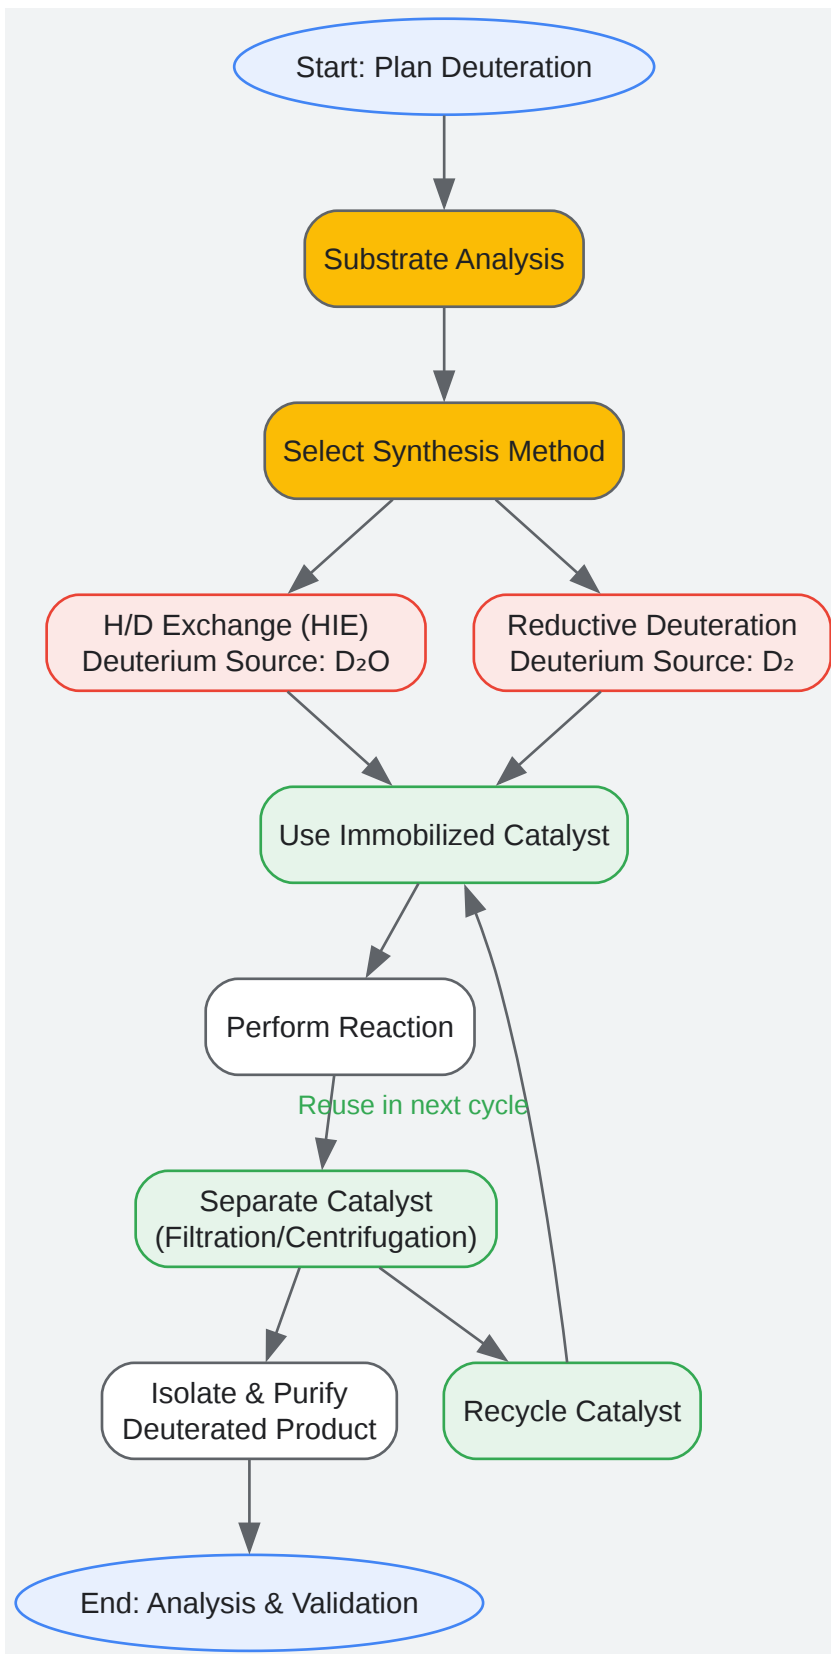 Start: Plan Deuteration
Substrate Analysis
Select Synthesis Method
H/D Exchange (HIE)
Deuterium Source: D₂O
Reductive Deuteration
Deuterium Source: D₂
Use Immobilized Catalyst
Perform Reaction
Reuse in next cycle
Separate Catalyst
(Filtration/Centrifugation)
Isolate & Purify
Deuterated Product
Recycle Catalyst
End: Analysis & Validation